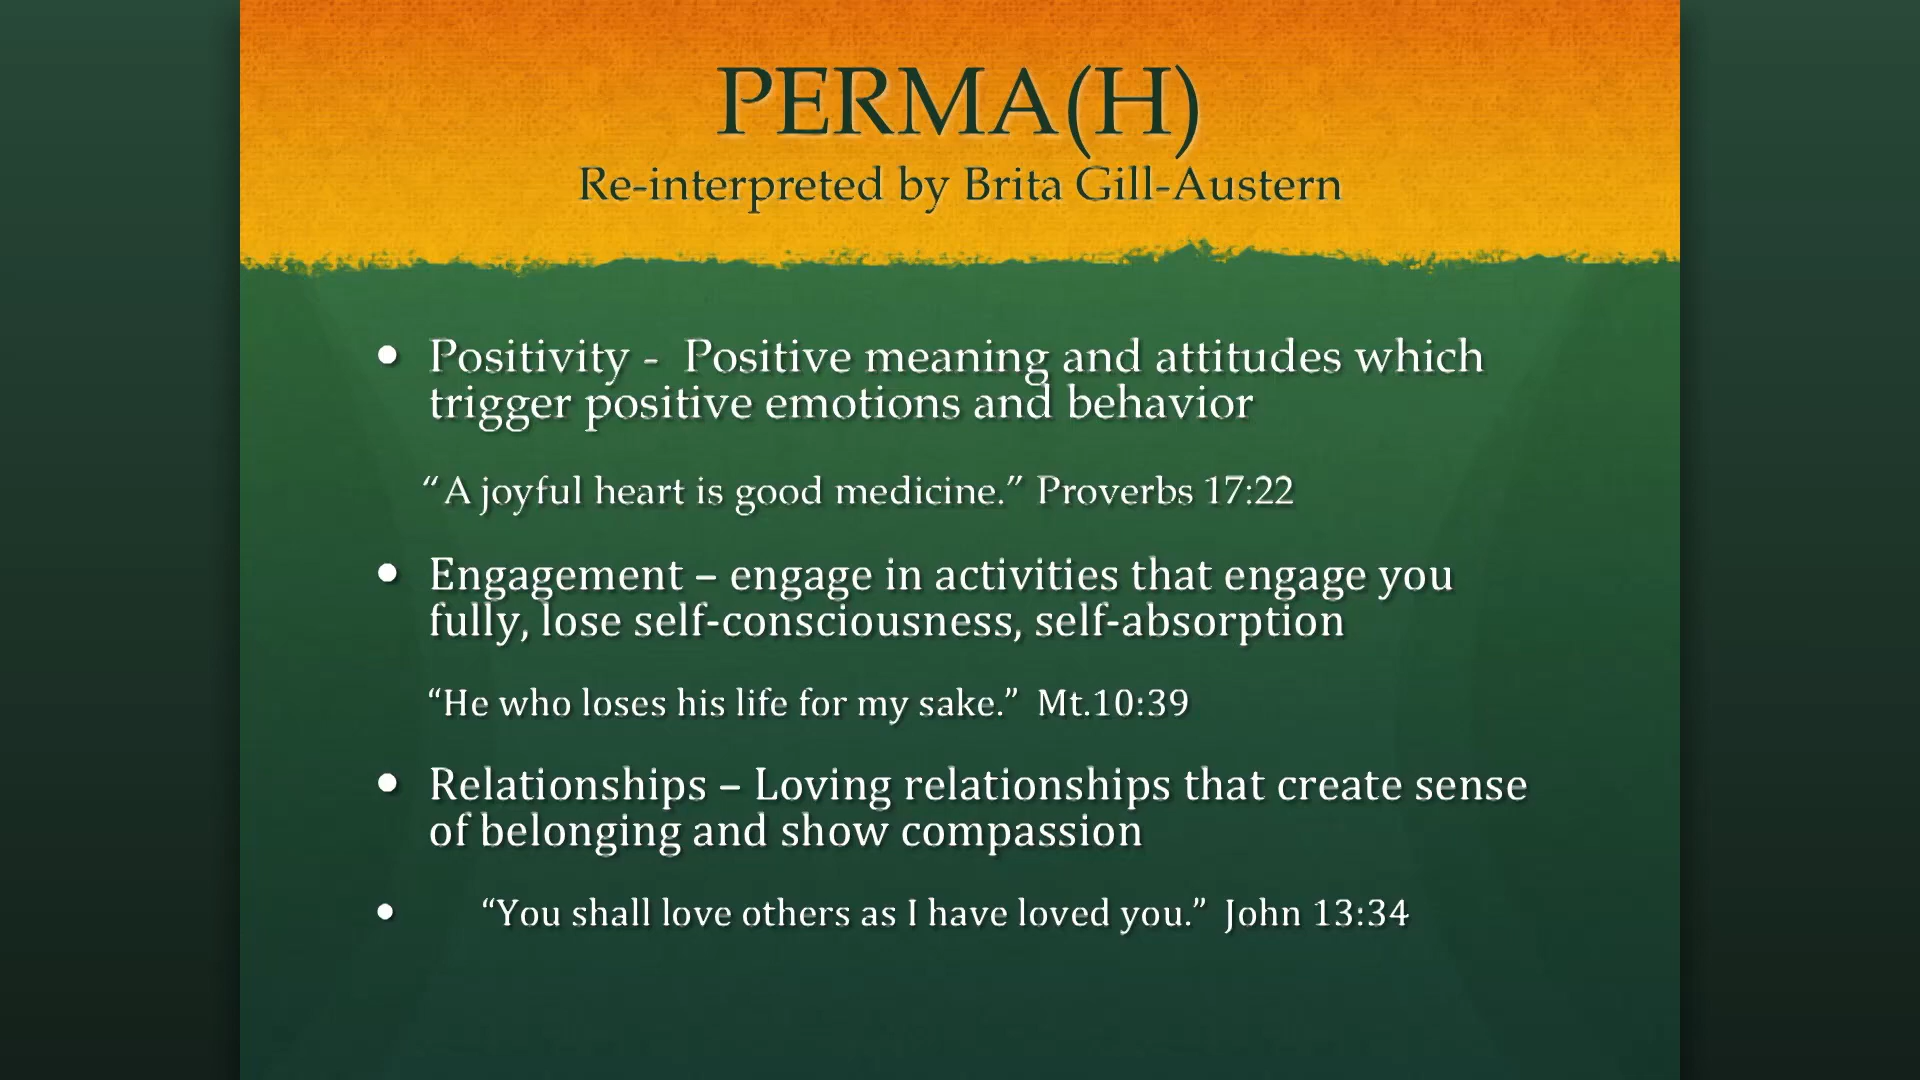 PERMA(H)
Re-interpreted by Brita Gill-Austern
• Positivity -  Positive meaning and attitudes which
trigger positive emotions and behavior
“A joyful heart is good medicine.” Proverbs 17:22
• Engagement – engage in activities that engage you
fully, lose self-consciousness, self-absorption
“He who loses his life for my sake.”  Mt.10:39
• Relationships – Loving relationships that create sense
of belonging and show compassion
• “You shall love others as I have loved you.”  John 13:34